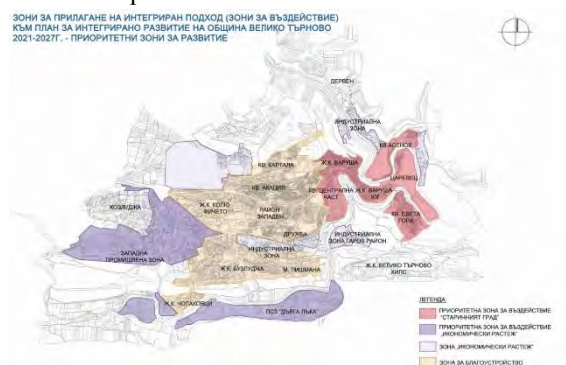 ЗОНИ ЗА ПРИЛАГАНЕ НА ИНТЕГРИРАН ПОДХОД (ЗОНИ ЗА ВЪЗДЕЙСТВИЕ)
КЪМ ПЛАН ЗА ИНТЕГРИРАНО РАЗВИТИЕ НА ОБЩИНА ВЕЛИКО ТЪРНОВО
2021-2027Г. - ПРИОРИТЕТНИ ЗОНИ ЗА РАЗВИТИЕ
ДЕРВЕН
ИНДУСТРИАЛНА
ЗОНА
КВ. АСЕНОВ
КВ. КАРТАЛА
Ж.К. ВАРУША
ЦАРЕВЕЦ
КВ. АКАЦИЯ
КВ. ЦЕНТРАЛНА
ЧАСТ
Ж.К. ВАРУША
ЮГ
КОЗЛУДЖА
Ж.К. КОЛЮ
ФИЧЕТО
РАЙОН
ЗАПАДЕН
КВ. СВЕТА
ГОРА
ДРУЖБА
ИНДУСТРИАЛНА
ЗОНА ГАРОВ РАЙОН
ЗАПАДНА
ПРОМИШЛЕНА ЗОНА
ИНДУСТРИАЛНА
ЗОНА
Ж.К. БУЗЛУДЖА
М. ПИШМАНА
Ж.К. ВЕЛИКО ТЪРНОВО
ХИЛС
Ж.К. ЧОЛАКОВЦИ
ПСЗ "ДЪЛГА ЛЪКА"
ЛЕГЕНДА:
ПРИОРИТЕТНА ЗОНА ЗА ВЪЗДЕЙСТВИЕ
"СТАРИННИЯТ ГРАД"
ПРИОРИТЕТНА ЗОНА ЗА ВЪЗДЕЙСТВИЕ
„ИКОНОМИЧЕСКИ РАСТЕЖ"
ЗОНА „ИКОНОМИЧЕСКИ РАСТЕЖ"
ЗОНА ЗА БЛАГОУСТРОЙСТВО